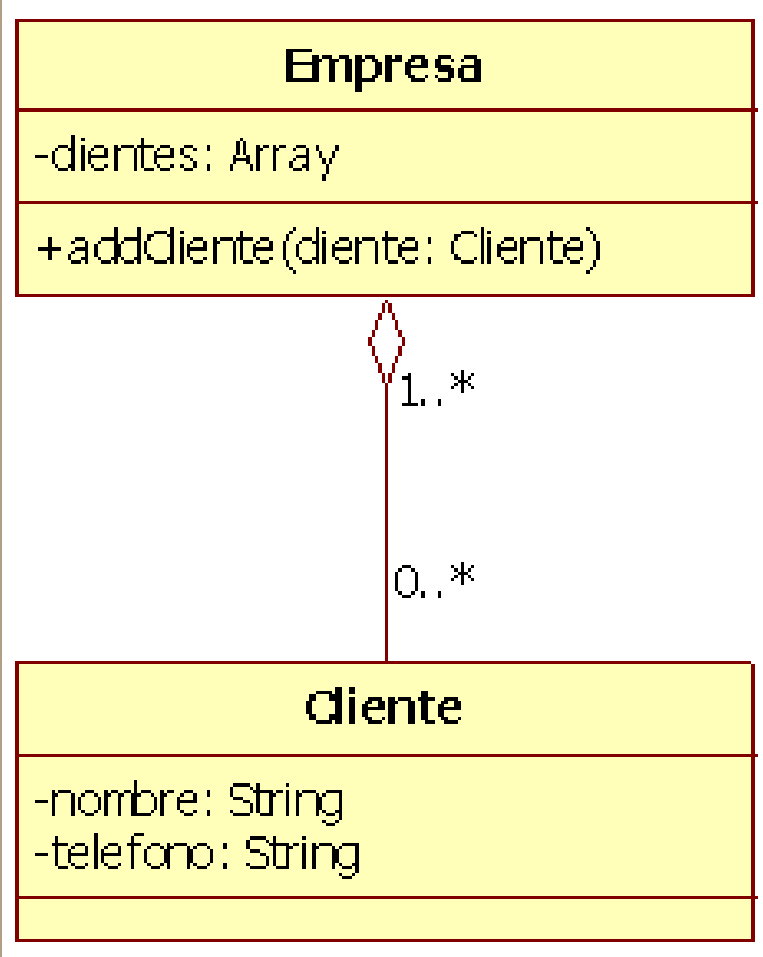 Empresa
-clientes: Array
+addCliente(cliente: Cliente)
1..*
0..*
Cliente
-nombre: String
-telefono: String